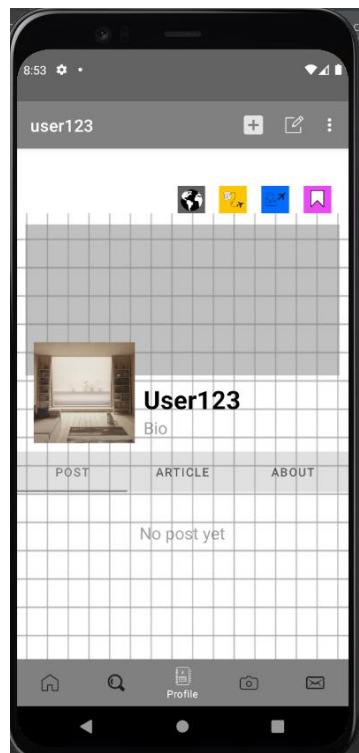 8:53
user123
User123
Bio
POST ARTICLE ABOUT
No post yet
Profile